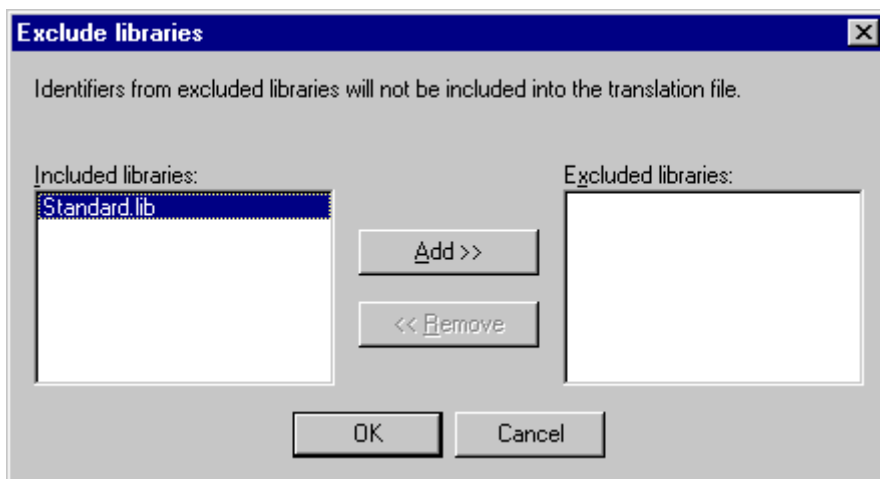 Exclude libraries
Identifiers from excluded libraries will not be included into the translation file.
Included libraries:
Excluded libraries:
Standard.lib
Add >>
<< Remove
OK
Cancel